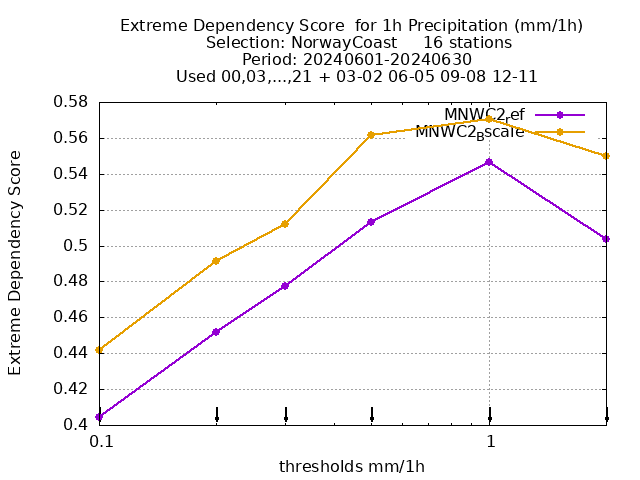 Extreme Dependency Score  for 1h Precipitation (mm/1h)
Selection: NorwayCoast     16 stations
Period: 20240601-20240630
Used 00,03,...,21 + 03-02 06-05 09-08 12-11
MNWC2ref
MNWC2Bscale
Extreme Dependency Score
0.58
0.56
0.54
0.52
0.5
0.48
0.46
0.44
0.42
0.4
0.1
1
thresholds mm/1h